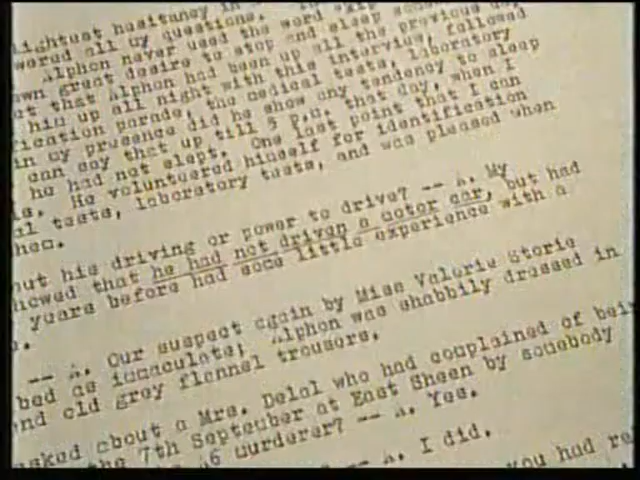 lightest hesitancy in
wered all my questions.
Alphon never used the word
own great desire to stop and sleep
ct that Alphon had been up all the previous day
him up all night with this interview, followed
fication parade, the medical tests, laboratory
in my presence did he show any tendency to sleep
can say that up till 5 p.m. that day, when I
he had not slept. One last point that I can
is. He volunteered himself for identification
al tests, laboratory tests, and was pleased when
hem.
out his driving or power to drive? -- A. My
howed that he had not driven a motor car, but had
years before had some little experience with a
-- A. Our suspect again by Miss Valerie Storie
bed as immaculate; Alphon was shabbily dressed in
nd old grey flannel trousers.
asked about a Mrs. Dalal who had complained of bei
the 7th September at East Sheen by somebody
A6 murderer? -- A. Yes.
-- A. I did.
you had re